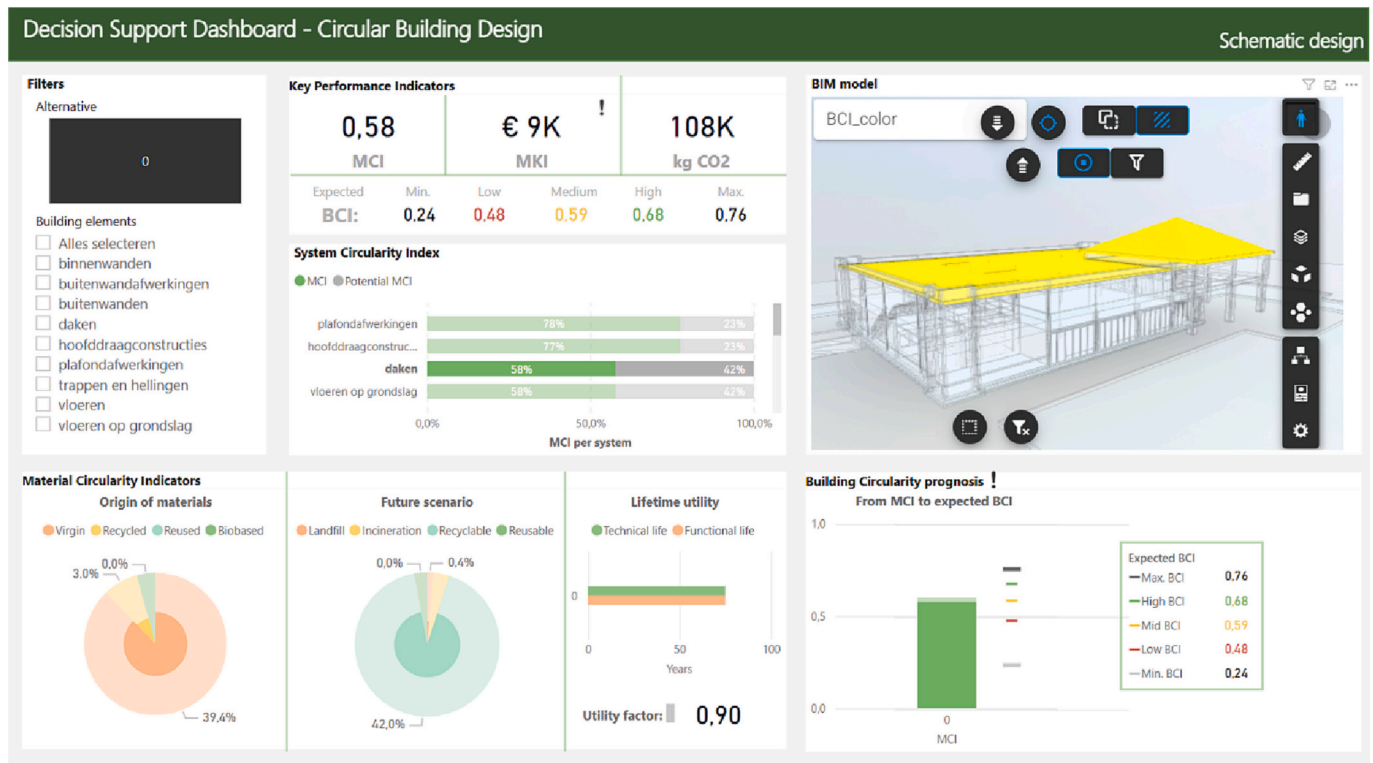 Decision Support Dashboard - Circular Building Design
Schematic design
Filters
Alternative
0
Building elements
Alles selecteren
binnenwanden
buitenwandafwerkingen
buitenwanden
daken
hoofddraagconstructies
plafondafwerkingen
trappen en hellingen
vloeren
vloeren op grondslag
Key Performance Indicators
0,58
MCI
€ 9K
!
MKI
108K
kg CO2
Expected Min. Low Medium High Max.
BCI: 0,24 0,48 0,59 0,68 0,76
System Circularity Index
MCI Potential MCI
plafondafwerkingen 78% 23%
hoofddraagconstruc... 77% 23%
daken 58% 42%
vloeren op grondslag 58% 42%
0,0% 50,0% 100,0%
MCI per system
BIM model
BCI_color
Material Circularity Indicators
Origin of materials
Virgin Recycled Reused Biobased
0.0%
3.0%
39,4%
Future scenario
Landfill Incineration Recyclable Reusable
0,0% 0.4%
42,0%
Lifetime utility
Technical life Functional life
0
0 50 100
Years
Utility factor: 0,90
Building Circularity prognosis !
From MCI to expected BCI
1,0
0,5
0,0
0
MCI
Expected BCI
Max. BCI 0,76
High BCI 0,68
Mid BCI 0,59
Low BCI 0,48
Min. BCI 0,24